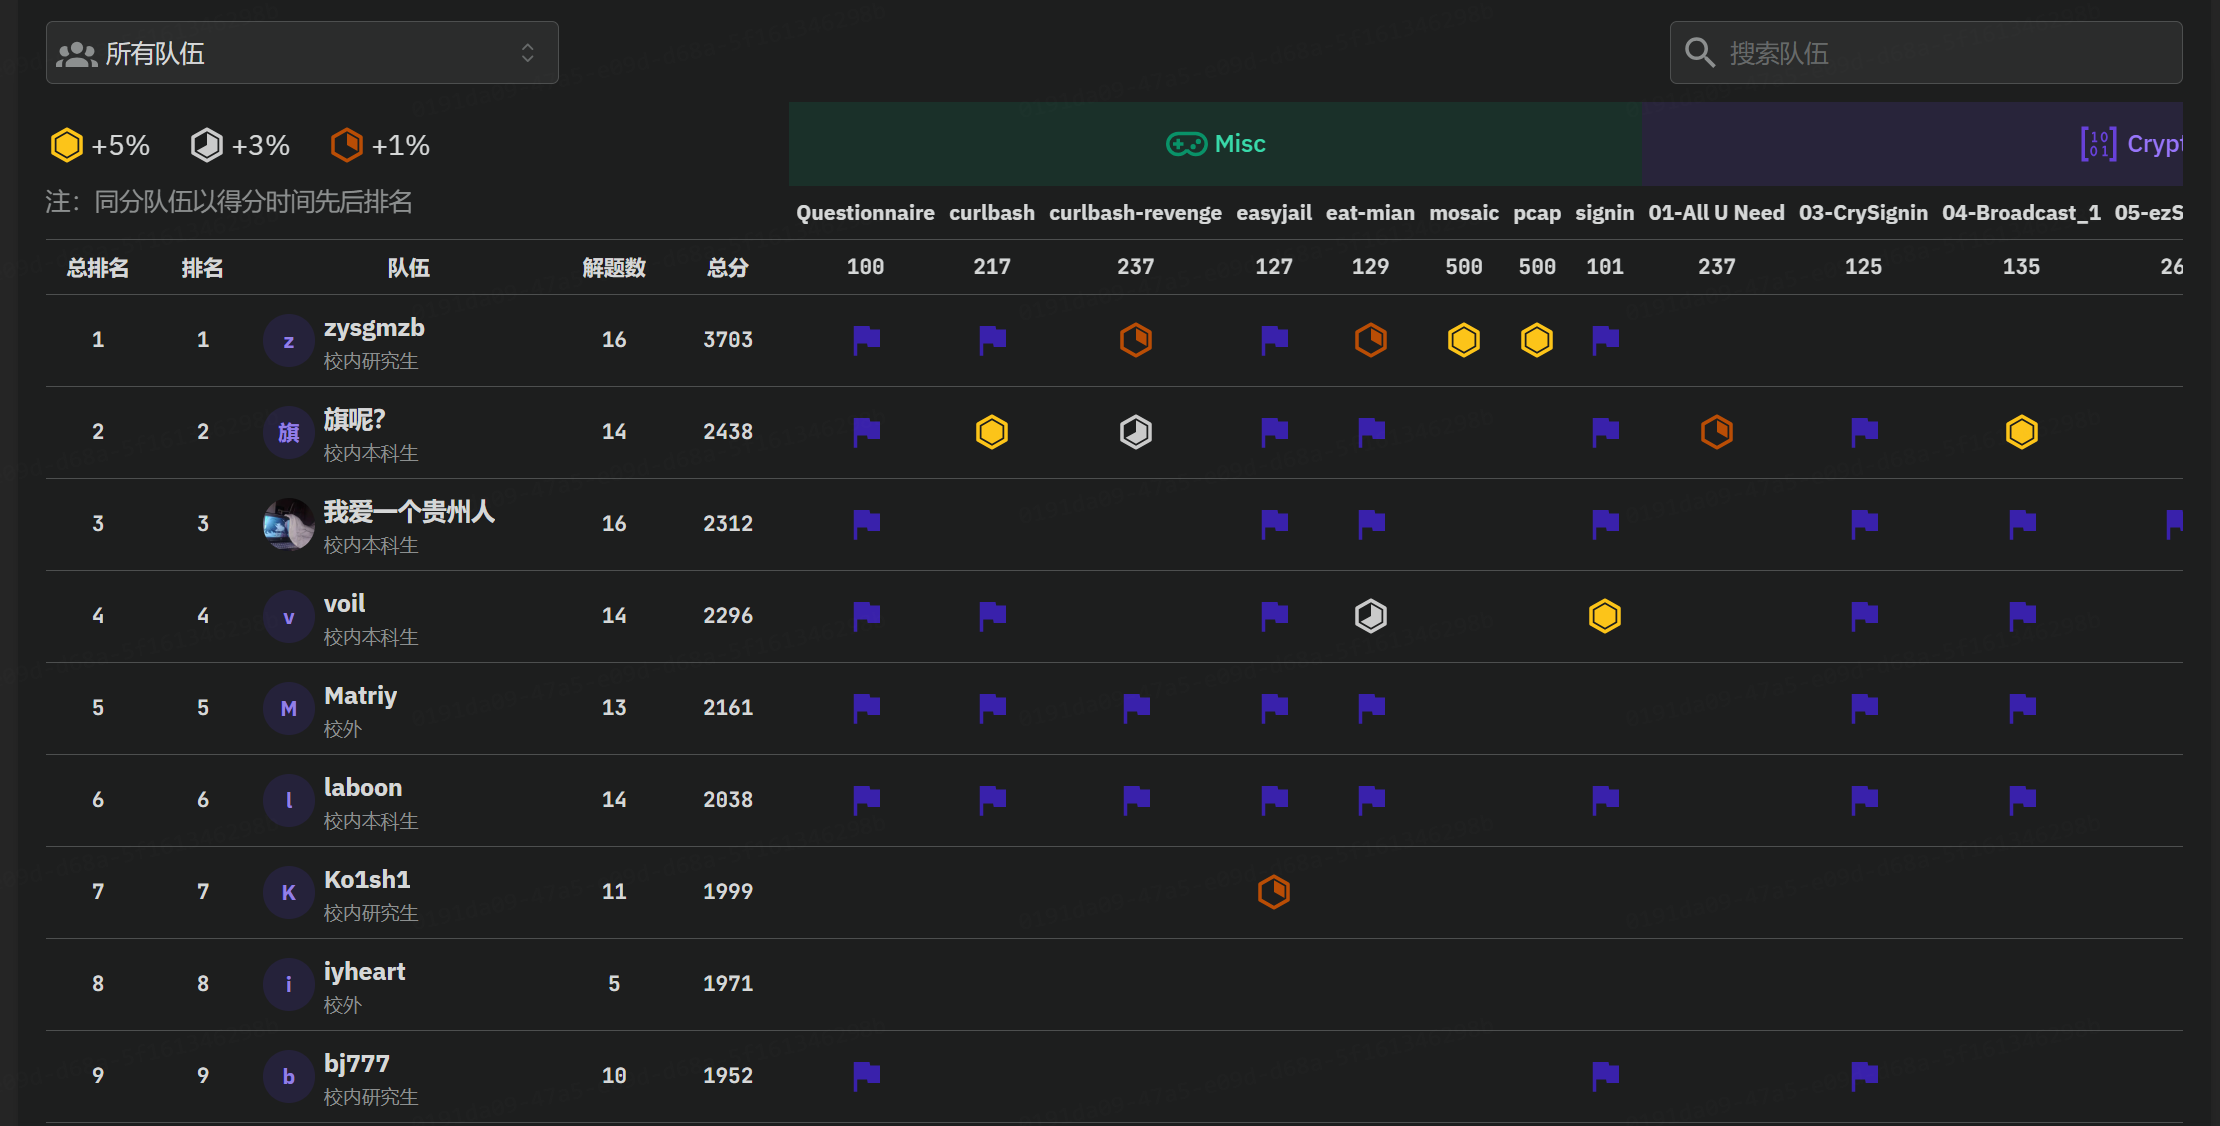 所有队伍
搜索队伍
+5% +3% +1%
Misc
注：同分队伍以得分时间先后排名
Questionnaire curlbash curlbash-revenge easyjail eat-mian mosaic pcap signin 01-All U Need 03-CrySignin 04-Broadcast_1
总排名 排名 队伍 解题数 总分 100 217 237 127 129 500 500 101 237 125 135
1 1 z zysgmzb 16 3703
校内研究生
2 2 旗 旗呢? 14 2438
校内本科生
3 3 我爱一个贵州人 16 2312
校内本科生
4 4 v voil 14 2296
校内本科生
5 5 M Matriy 13 2161
校外
6 6 l laboon 14 2038
校内本科生
7 7 K Ko1sh1 11 1999
校内研究生
8 8 i iyheart 5 1971
校外
9 9 b bj777 10 1952
校内研究生